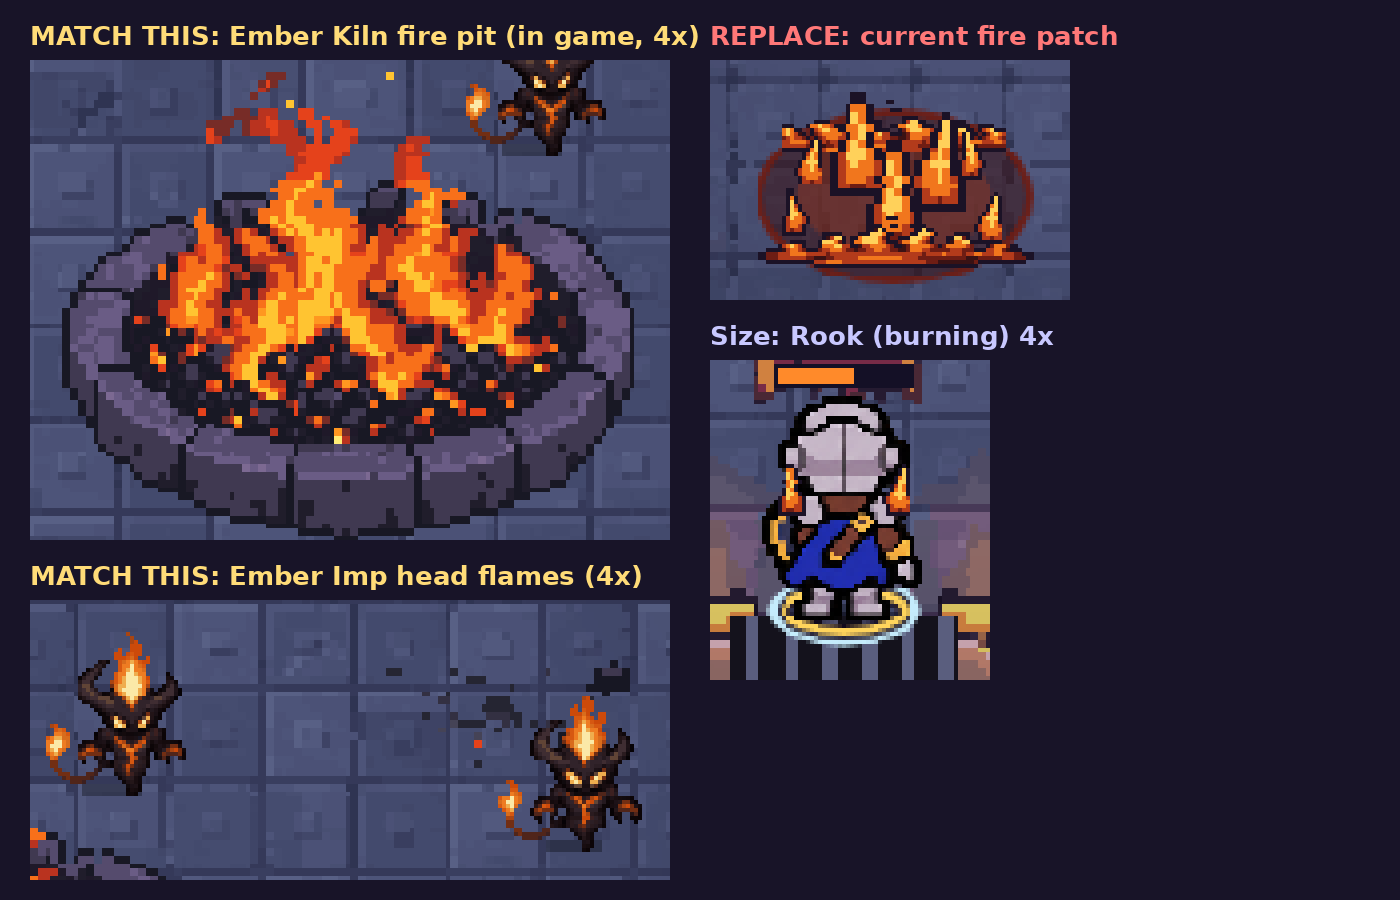 MATCH THIS: Ember Kiln fire pit (in game, 4x)
REPLACE: current fire patch
Size: Rook (burning) 4x
MATCH THIS: Ember Imp head flames (4x)